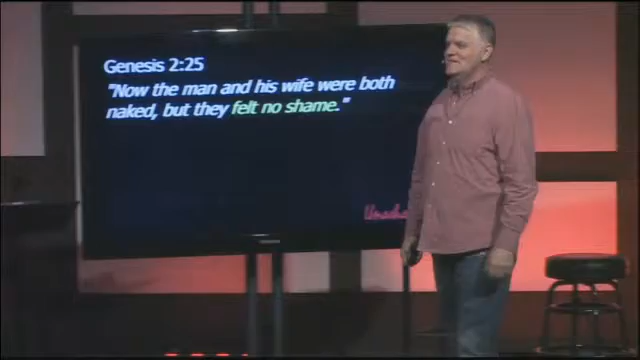 Genesis 2:25
"Now the man and his wife were both
naked, but they felt no shame."